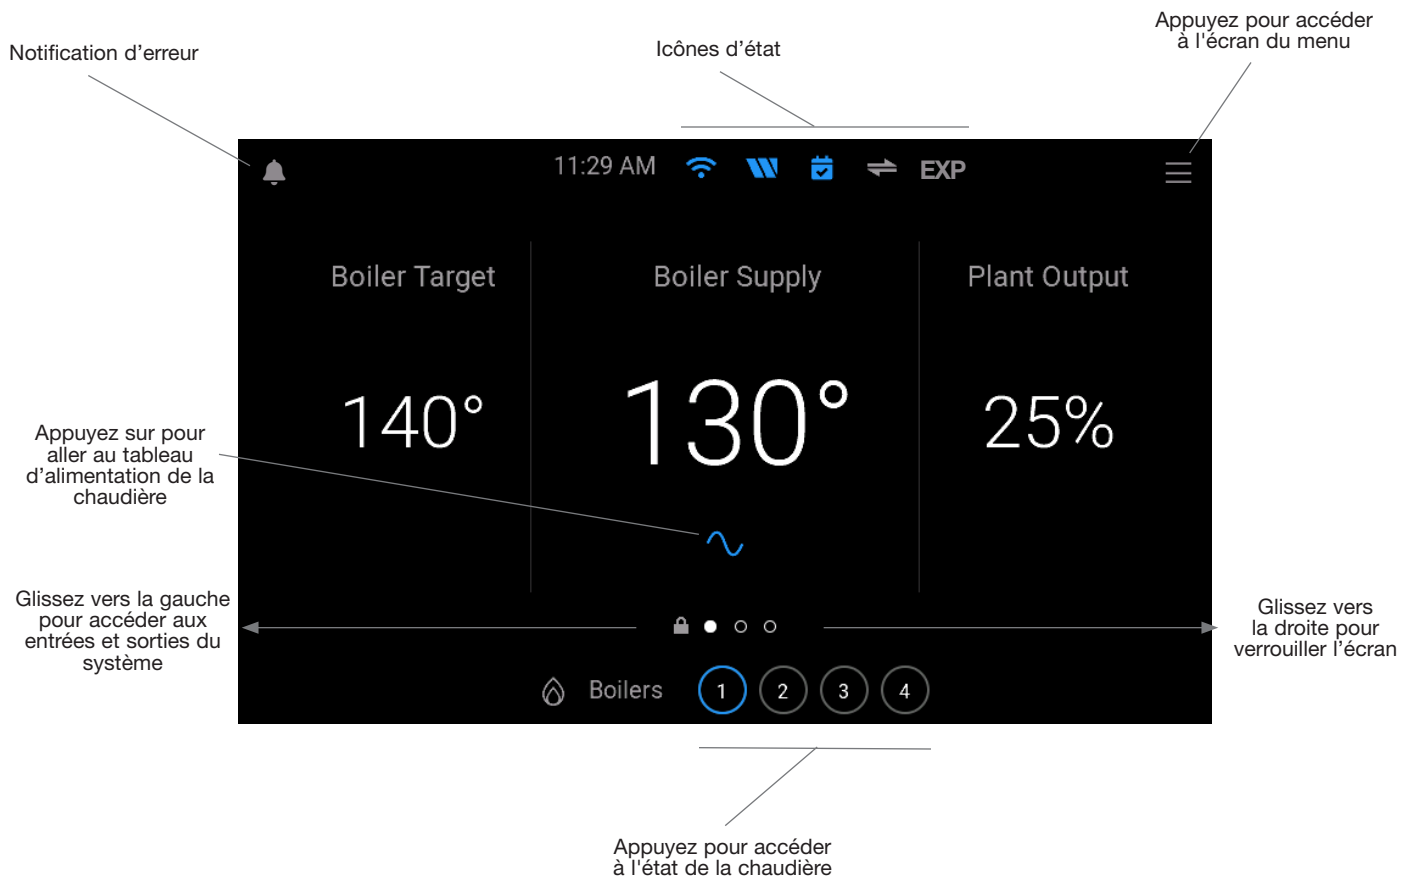 Appuyez pour accéder
à l'écran du menu
Icônes d’état
Notification d’erreur
11:29 AM
EXP
Boiler Target
Boiler Supply
Plant Output
140°
130°
25%
Appuyez sur pour
aller au tableau
d’alimentation de la
chaudière
Glissez vers la gauche
pour accéder aux
entrées et sorties du
système
Glissez vers
la droite pour
verrouiller l’écran
Boilers 1 2 3 4
Appuyez pour accéder
à l'état de la chaudière